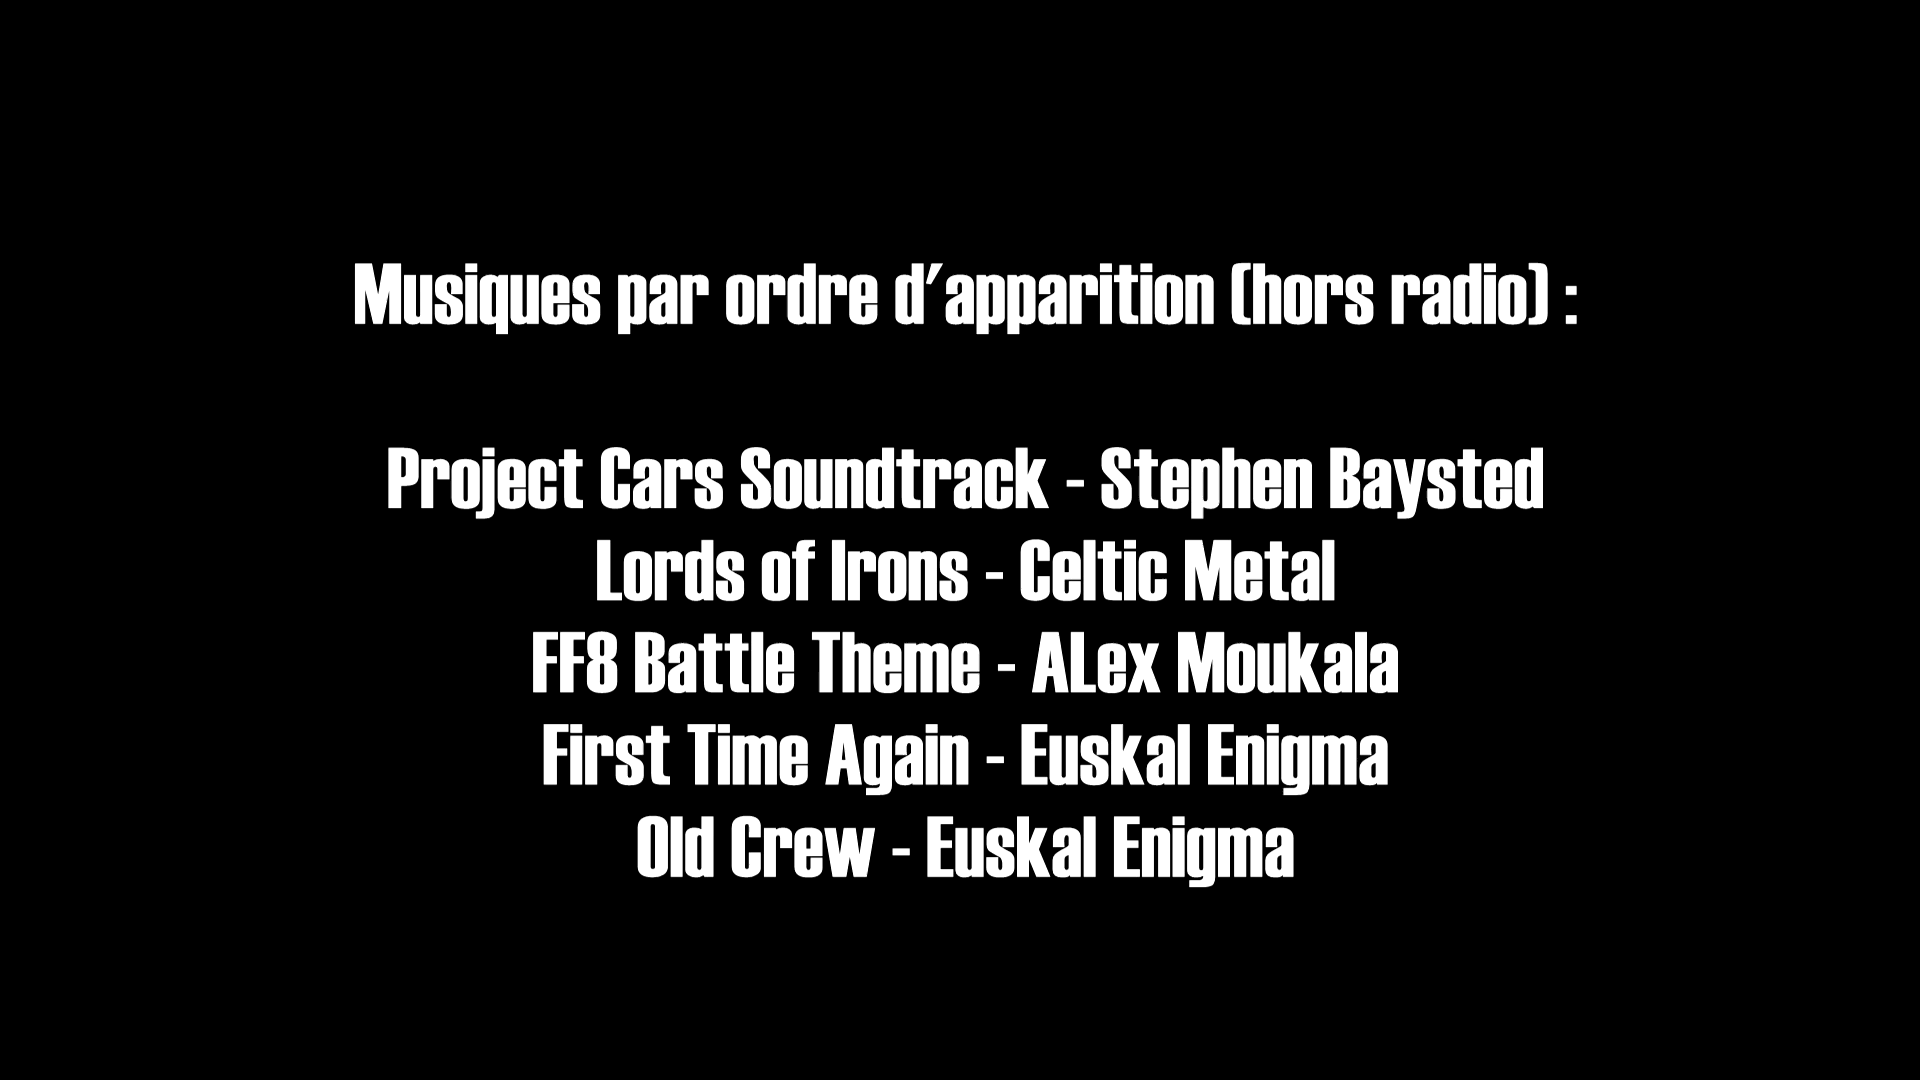 Musiques par ordre d'apparition (hors radio) :
Project Cars Soundtrack - Stephen Baysted
Lords of Irons - Celtic Metal
FF8 Battle Theme - ALex Moukala
First Time Again - Euskal Enigma
Old Crew - Euskal Enigma